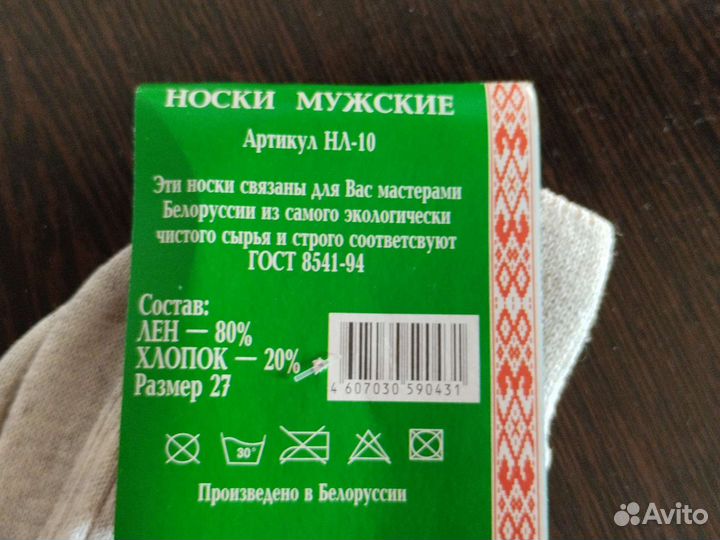 НОСКИ МУЖСКИЕ
Артикул НЛ-10
Эти носки связаны для Вас мастерами
Белоруссии из самого экологически
чистого сырья и строго соответсвуют
ГОСТ 8541-94
Состав:
ЛЕН — 80%
ХЛОПОК — 20%
Размер 27
4 607030 590431
30°
Произведено в Белоруссии
Avito